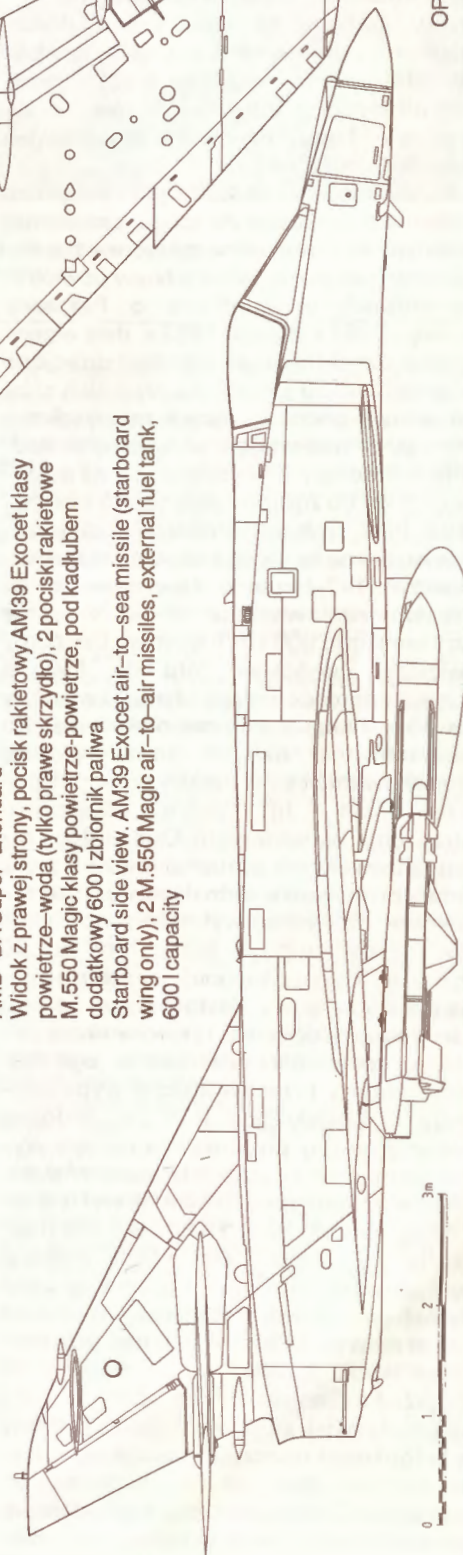 Widok z prawej strony, pocisk rakietowy AM39 Exocet klasy
powietrze–woda (tylko prawe skrzydło), 2 pociski rakietowe
M.550 Magic klasy powietrze-powietrze, pod kadłubem
dodatkowy 600 l zbiornik paliwa
Starboard side view, AM39 Exocet air–to–sea missile (starboard
wing only), 2 M.550 Magic air–to–air missiles, external fuel tank,
600 l capacity
0 1 2 3m